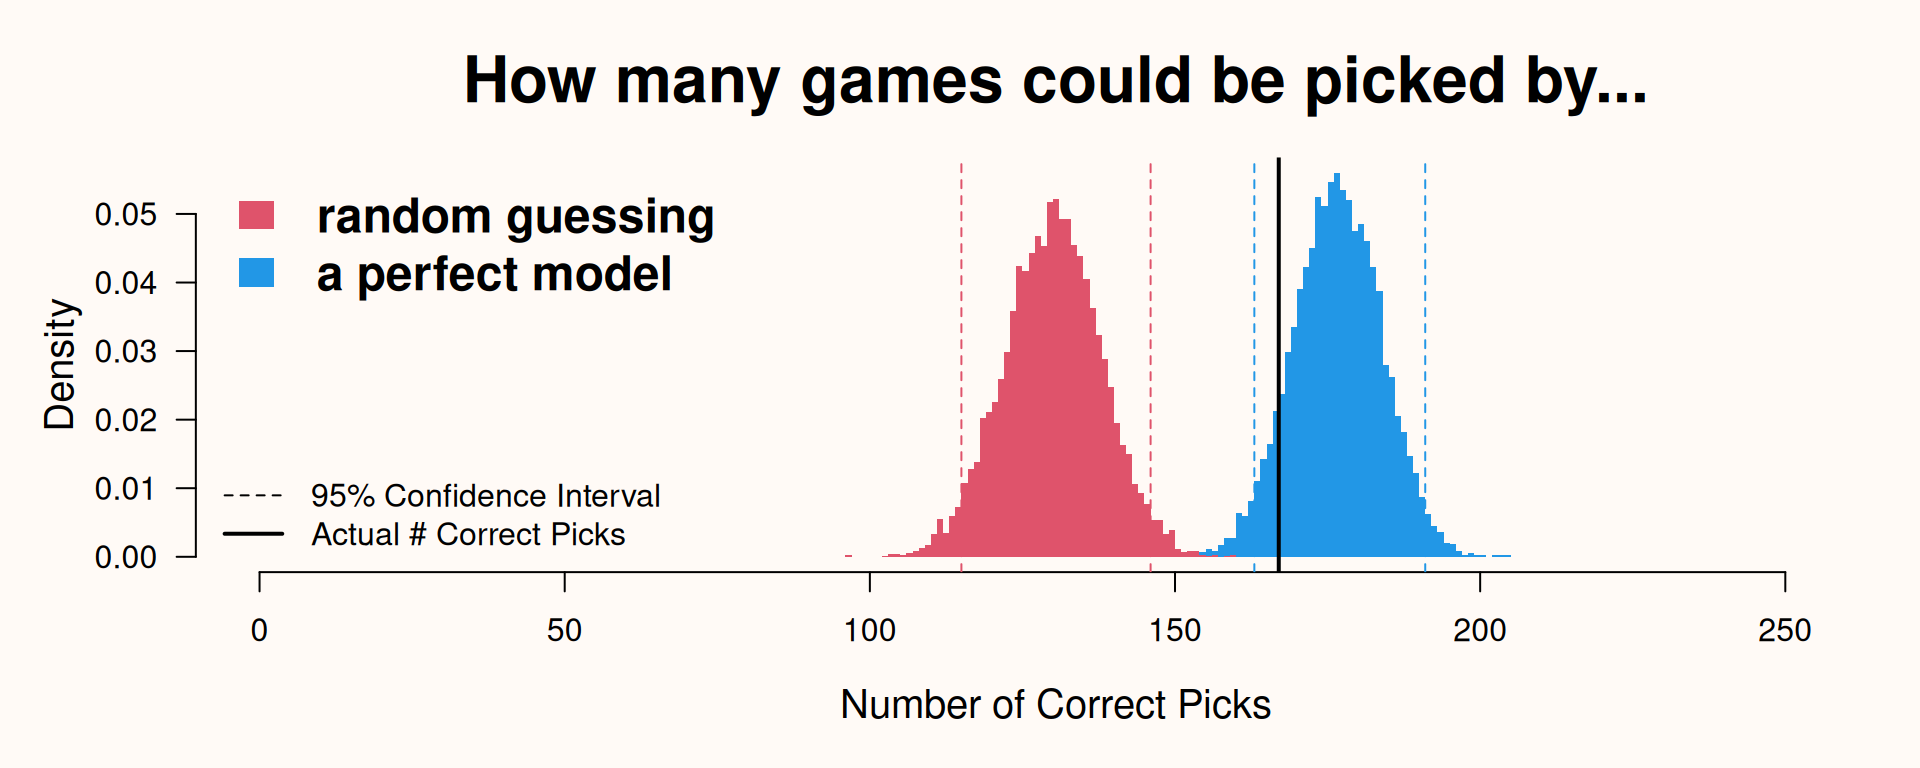 How many games could be picked by...
random guessing
a perfect model
95% Confidence Interval
Actual # Correct Picks
Density
0.05
0.04
0.03
0.02
0.01
0.00
0 50 100 150 200 250
Number of Correct Picks